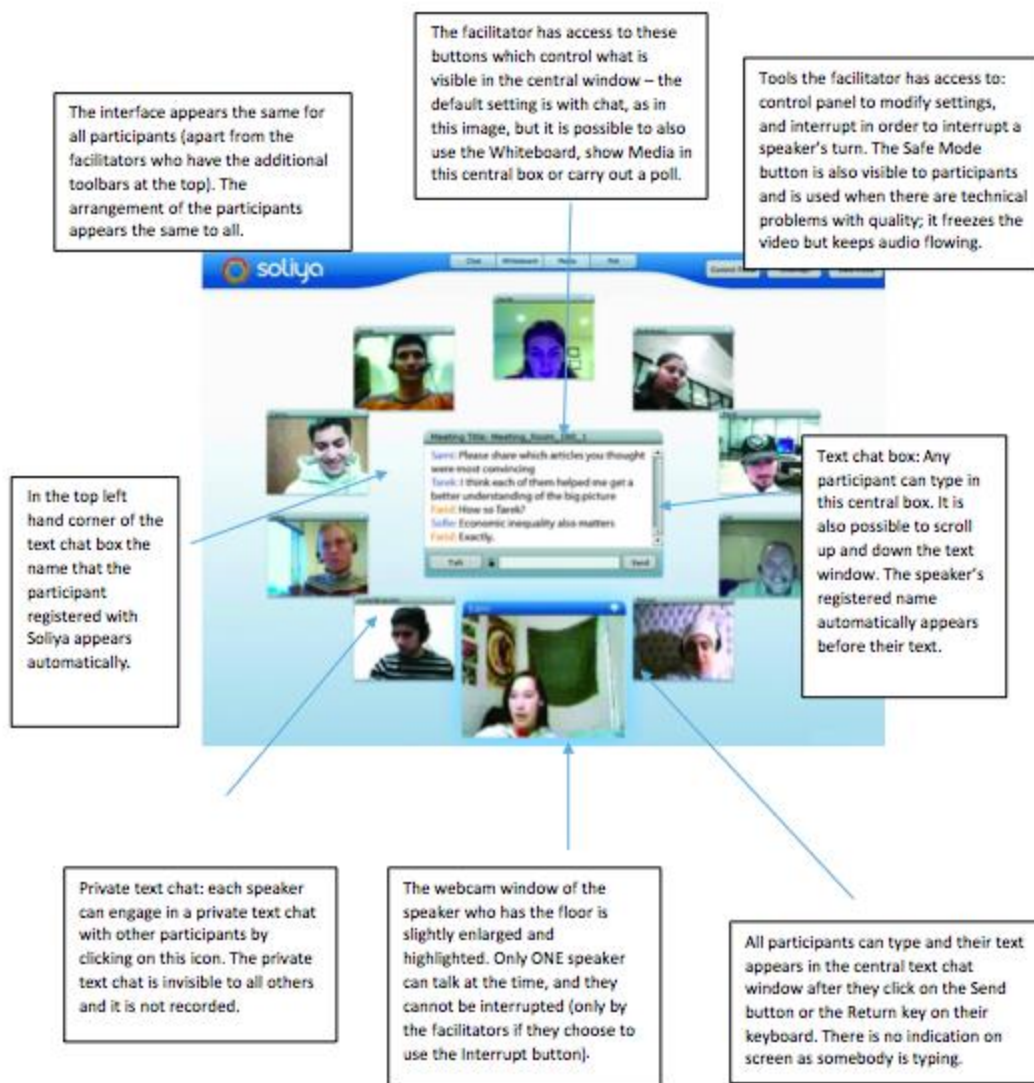 The facilitator has access to these
buttons which control what is
visible in the central window – the
default setting is with chat, as in
this image, but it is possible to also
use the Whiteboard, show Media in
this central box or carry out a poll.
The interface appears the same for
all participants (apart from the
facilitators who have the additional
toolbars at the top). The
arrangement of the participants
appears the same to all.
Tools the facilitator has access to:
control panel to modify settings,
and interrupt in order to interrupt a
speaker's turn. The Safe Mode
button is also visible to participants
and is used when there are technical
problems with quality; it freezes the
video but keeps audio flowing.
soliya
Chat Whiteboard Media Poll
Meeting Title: Meeting_Room
Sami: Please share which articles you thought
were most convincing
Tarek: I think each of them helped me get a
better understanding of the big picture
Farid: How so Tarek?
Sofie: Economic inequality also matters
Farid: Exactly.
Talk Send
In the top left
hand corner of the
text chat box the
name that the
participant
registered with
Soliya appears
automatically.
Text chat box: Any
participant can type in
this central box. It is
also possible to scroll
up and down the text
window. The speaker's
registered name
automatically appears
before their text.
Private text chat: each speaker
can engage in a private text chat
with other participants by
clicking on this icon. The private
text chat is invisible to all others
and it is not recorded.
The webcam window of the
speaker who has the floor is
slightly enlarged and
highlighted. Only ONE speaker
can talk at the time, and they
cannot be interrupted (only by
the facilitators if they choose to
use the Interrupt button).
All participants can type and their text
appears in the central text chat
window after they click on the Send
button or the Return key on their
keyboard. There is no indication on
screen as somebody is typing.